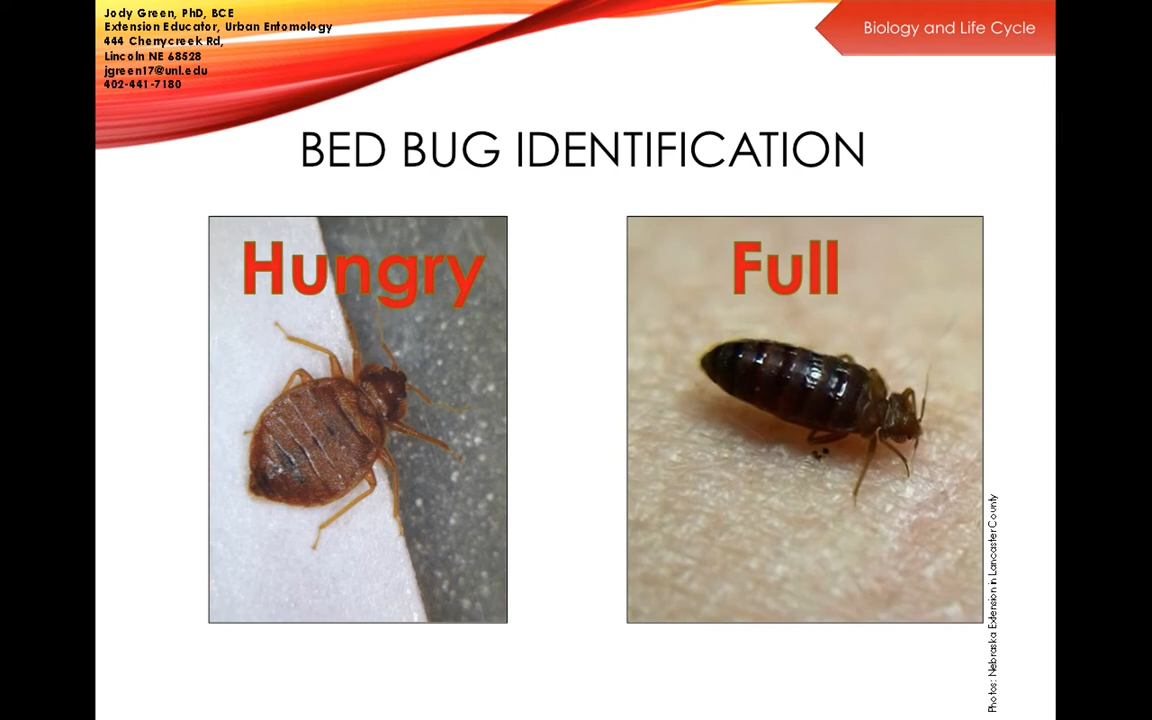 Jody Green, PhD, BCE
Extension Educator, Urban Entomology
444 Cherrycreek Rd,
Lincoln NE 68528
jgreen17@unl.edu
402-441-7180
Biology and Life Cycle
BED BUG IDENTIFICATION
Hungry
Full
Photos: Nebraska Extension in Lancaster County